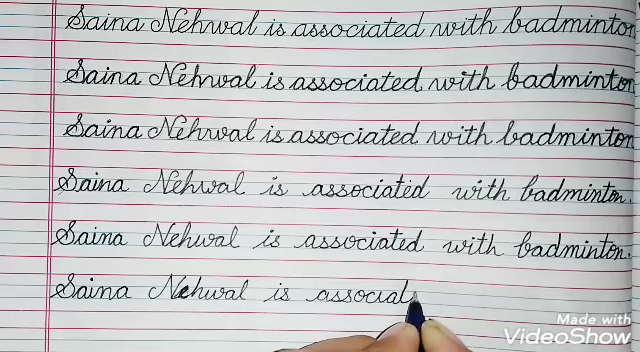 Saina Nehwal is associated with badminton
Saina Nehwal is associated with badminton
Saina Nehwal is associated with badminton
Saina Nehwal is associated with badminton.
Saina Nehwal is associated with badminton.
Saina Nehwal is associat
Made with
VideoShow